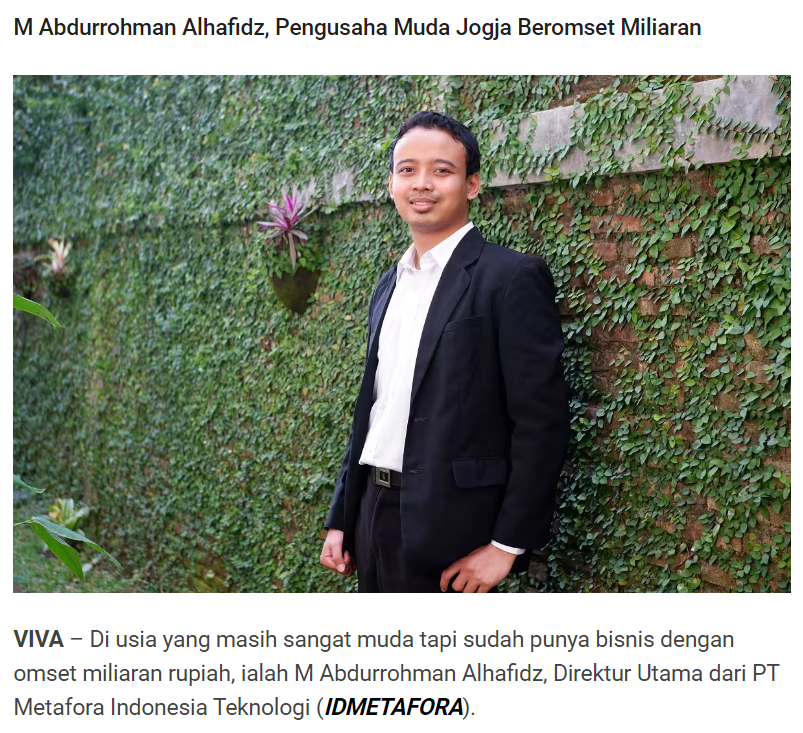 M Abdurrohman Alhafidz, Pengusaha Muda Jogja Beromset Miliaran
VIVA – Di usia yang masih sangat muda tapi sudah punya bisnis dengan
omset miliaran rupiah, ialah M Abdurrohman Alhafidz, Direktur Utama dari PT
Metafora Indonesia Teknologi (IDMETAFORA).